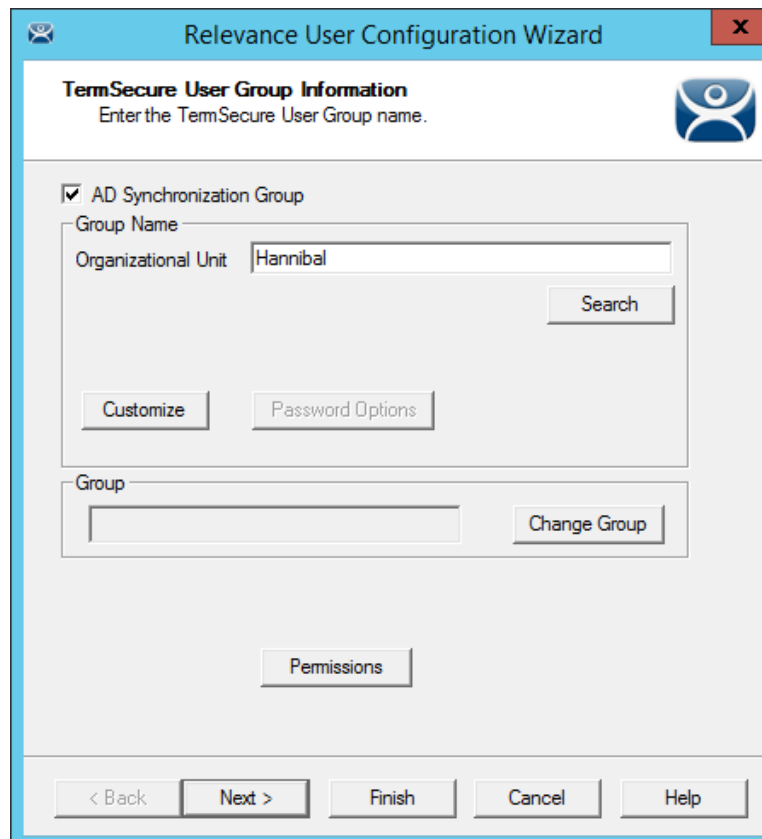 Relevance User Configuration Wizard
x
TermSecure User Group Information
Enter the TermSecure User Group name.
AD Synchronization Group
Group Name
Organizational Unit Hannibal
Search
Customize Password Options
Group
Change Group
Permissions
< Back Next > Finish Cancel Help